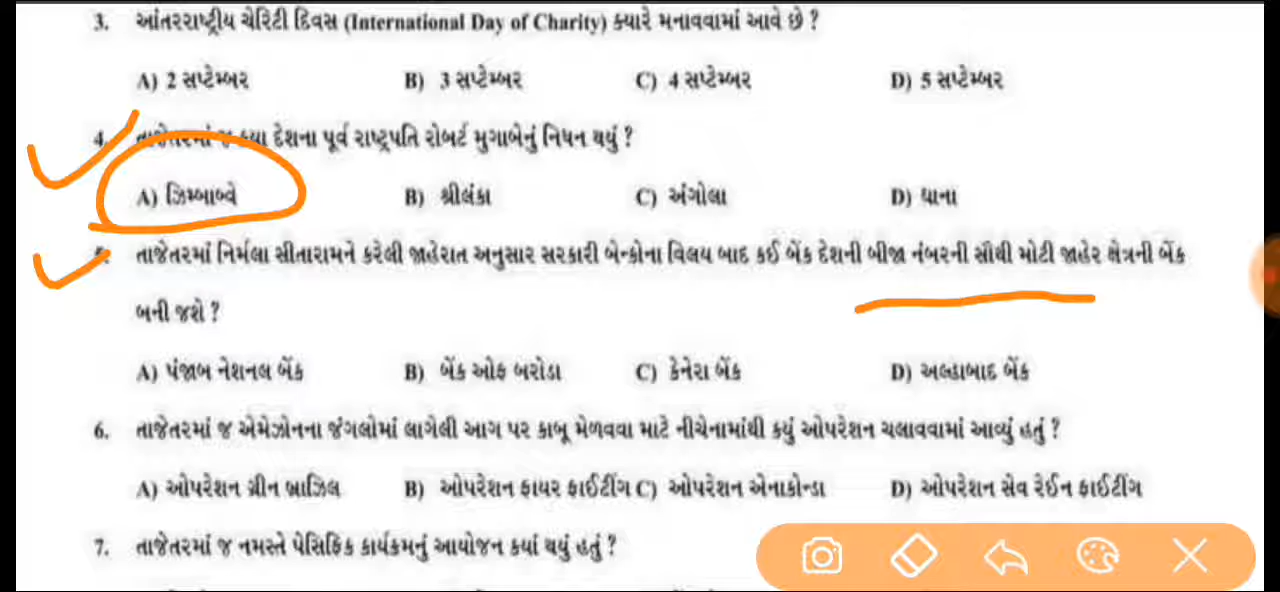 3. આંતરરાષ્ટ્રીય ચેરિટી દિવસ (International Day of Charity) ક્યારે મનાવવામાં આવે છે ?
A) 2 સપ્ટેમ્બર B) 3 સપ્ટેમ્બર C) 4 સપ્ટેમ્બર D) 5 સપ્ટેમ્બર
4. તાજેતરમાં જ ક્યા દેશના પૂર્વ રાષ્ટ્રપતિ રોબર્ટ મુગાબેનું નિધન થયું ?
A) ઝિમ્બાબ્વે B) શ્રીલંકા C) અંગોલા D) ઘાના
5. તાજેતરમાં નિર્મલા સીતારામને કરેલી જાહેરાત અનુસાર સરકારી બેન્કોના વિલય બાદ કઈ બેંક દેશની બીજા નંબરની સૌથી મોટી જાહેર ક્ષેત્રની બેંક
બની જશે ?
A) પંજાબ નેશનલ બેંક B) બેંક ઓફ બરોડા C) કેનેરા બેંક D) અલ્હાબાદ બેંક
6. તાજેતરમાં જ એમેઝોનના જંગલોમાં લાગેલી આગ પર કાબૂ મેળવવા માટે નીચેનામાંથી કયું ઓપરેશન ચલાવવામાં આવ્યું હતું ?
A) ઓપરેશન ગ્રીન બ્રાઝિલ B) ઓપરેશન ફાયર ફાઈટીંગ C) ઓપરેશન એનાકોન્ડા D) ઓપરેશન સેવ રેઈન ફાઈટીંગ
7. તાજેતરમાં જ નમસ્તે પેસિફિક કાર્યક્રમનું આયોજન કયાં થયું હતું ?